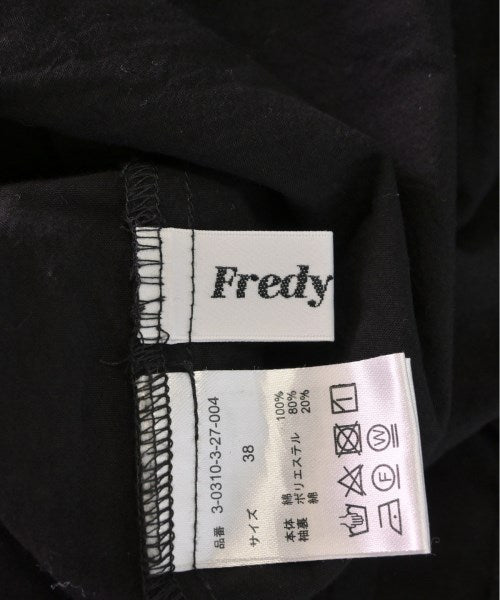 Fredy
品番 3-0310-3-27-004
サイズ 38
本体 綿 100%
袖裏 ポリエステル 80%
綿 20%